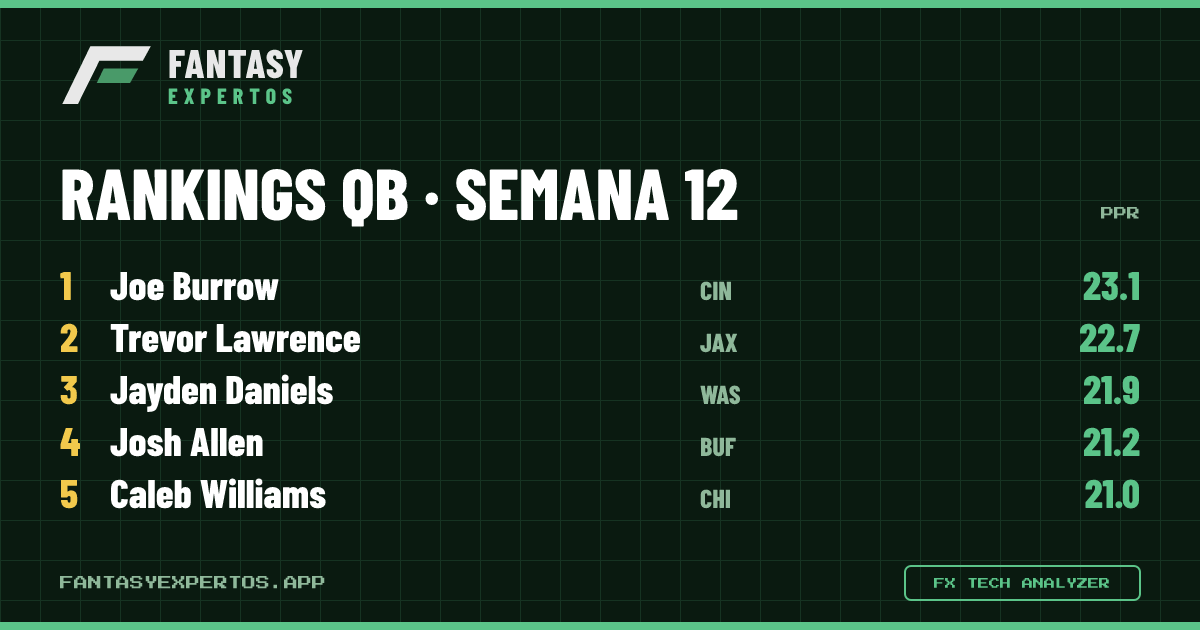 FANTASY
EXPERTOS
RANKINGS QB · SEMANA 12
PPR
1 Joe Burrow CIN 23.1
2 Trevor Lawrence JAX 22.7
3 Jayden Daniels WAS 21.9
4 Josh Allen BUF 21.2
5 Caleb Williams CHI 21.0
FANTASYEXPERTOS.APP
FX TECH ANALYZER